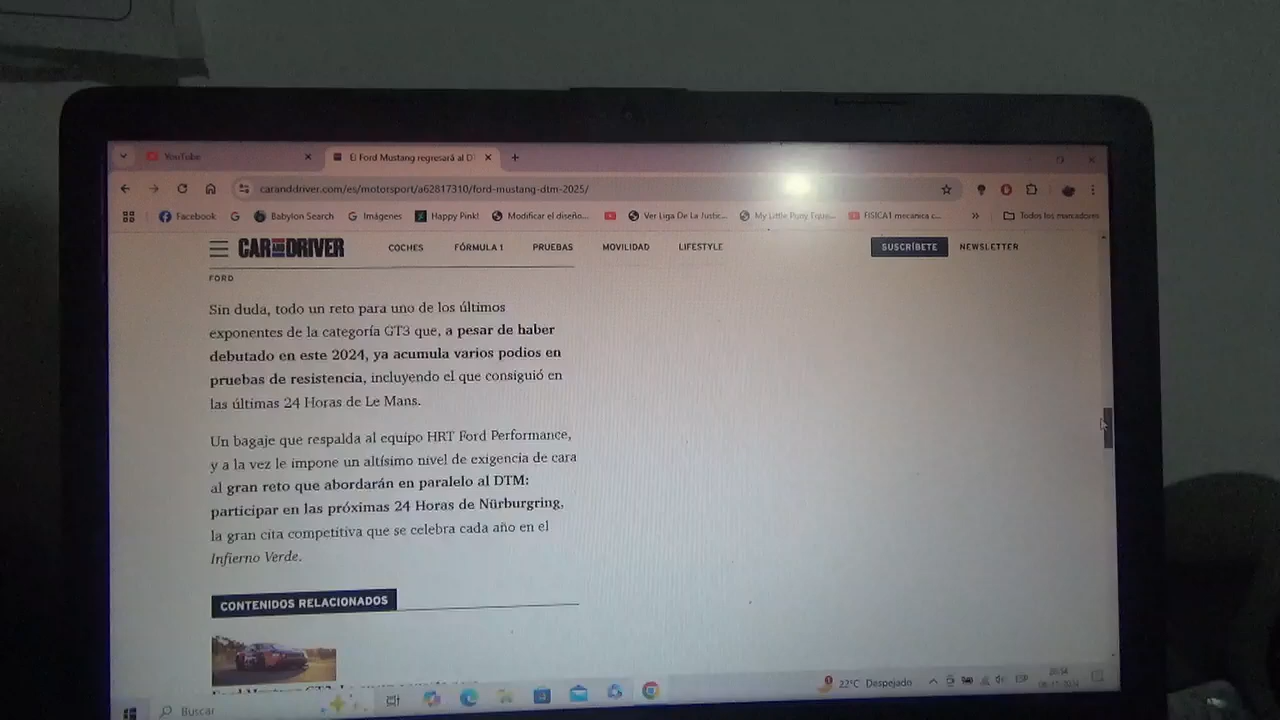 YouTube
El Ford Mustang regresará al D
caranddriver.com/es/motorsport/a62817310/ford-mustang-dtm-2025/
Facebook
Babylon Search
Imágenes
Happy Pink!
Modificar el diseño...
Ver Liga De La Justic...
My Little Pony Eque...
FISICA1 mecanica c...
»
Todos los marcadores
CAR AND DRIVER
COCHES
FÓRMULA 1
PRUEBAS
MOVILIDAD
LIFESTYLE
SUSCRÍBETE
NEWSLETTER
FORD
Sin duda, todo un reto para uno de los últimos
exponentes de la categoría GT3 que, a pesar de haber
debutado en este 2024, ya acumula varios podios en
pruebas de resistencia, incluyendo el que consiguió en
las últimas 24 Horas de Le Mans.
Un bagaje que respalda al equipo HRT Ford Performance,
y a la vez le impone un altísimo nivel de exigencia de cara
al gran reto que abordarán en paralelo al DTM:
participar en las próximas 24 Horas de Nürburgring,
la gran cita competitiva que se celebra cada año en el
Infierno Verde.
CONTENIDOS RELACIONADOS
Buscar
22°C Despejado
ESP